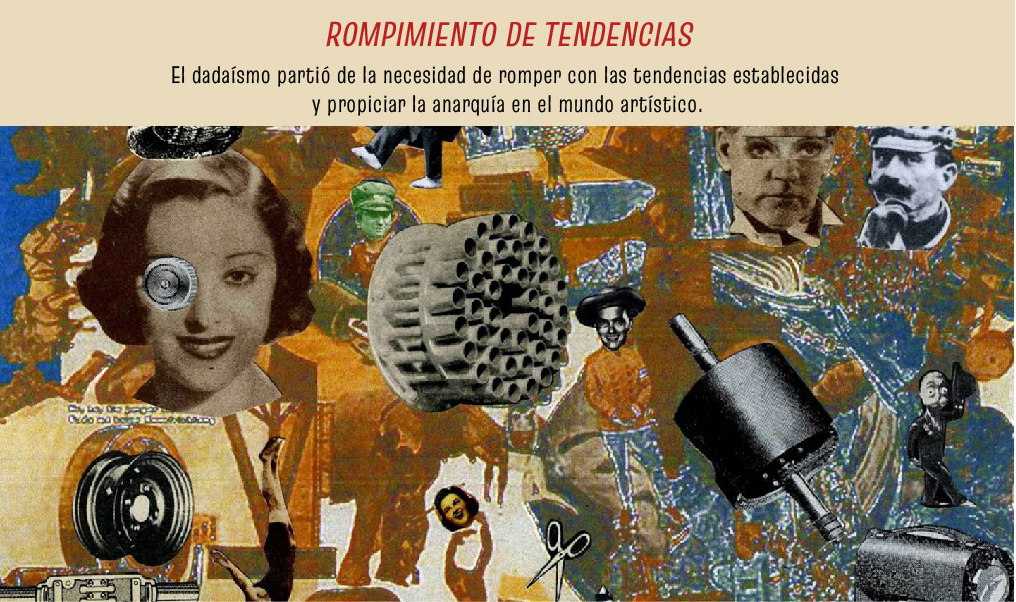 ROMPIMIENTO DE TENDENCIAS
El dadaísmo partió de la necesidad de romper con las tendencias establecidas
y propiciar la anarquía en el mundo artístico.